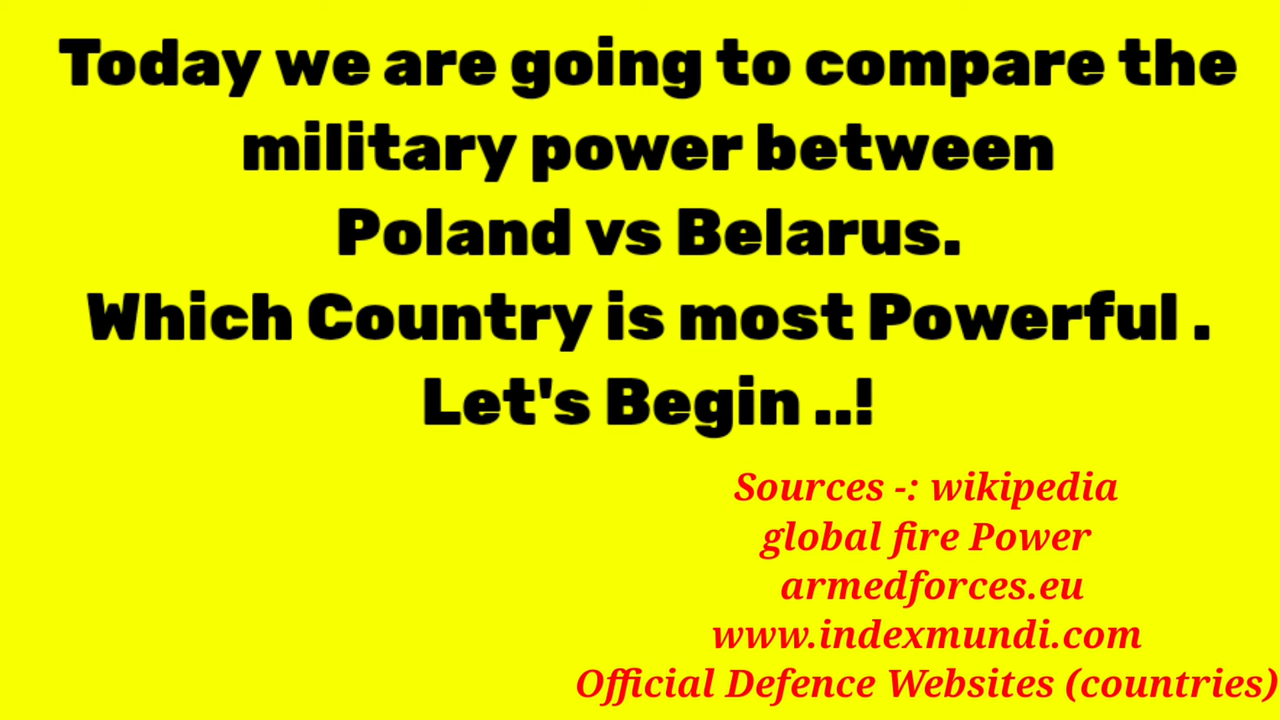 Today we are going to compare the
military power between
Poland vs Belarus.
Which Country is most Powerful .
Let's Begin ..!
Sources -: wikipedia
global fire Power
armedforces.eu
www.indexmundi.com
Official Defence Websites (countries)